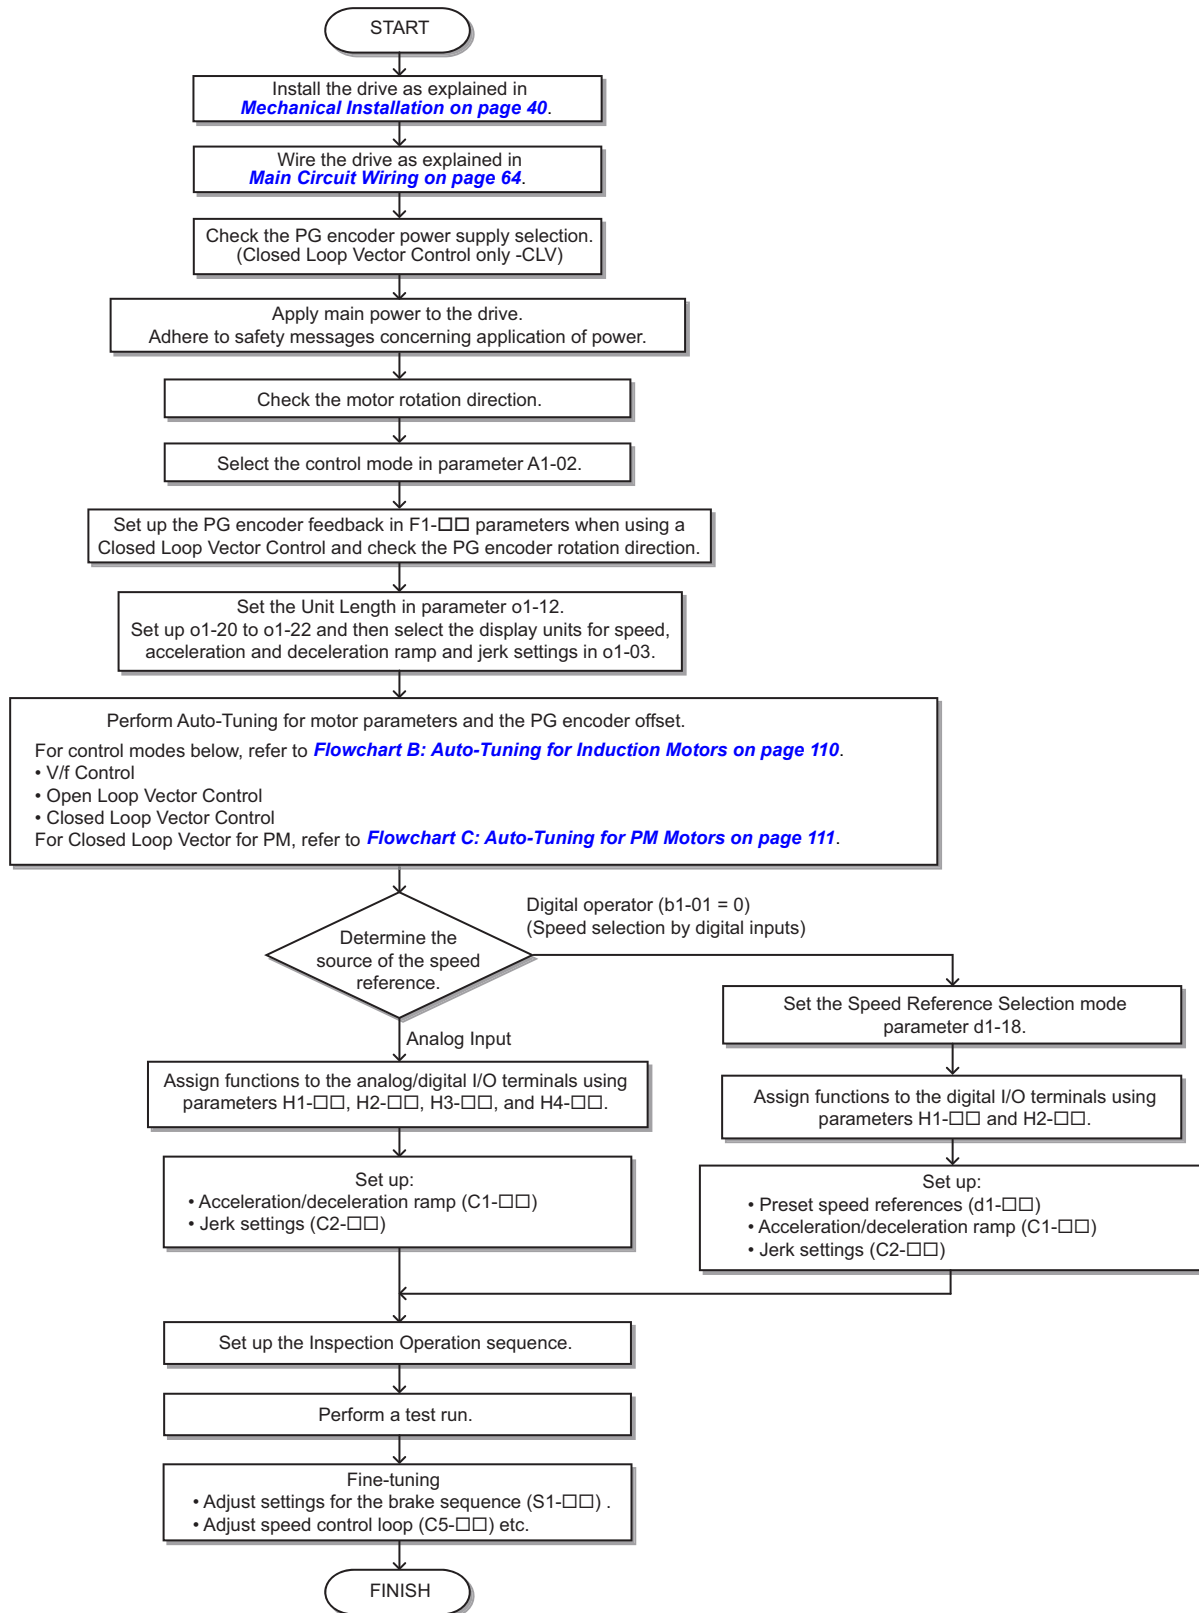 START
Install the drive as explained in
Mechanical Installation on page 40.
Wire the drive as explained in
Main Circuit Wiring on page 64.
Check the PG encoder power supply selection.
(Closed Loop Vector Control only -CLV)
Apply main power to the drive.
Adhere to safety messages concerning application of power.
Check the motor rotation direction.
Select the control mode in parameter A1-02.
Set up the PG encoder feedback in F1-□□ parameters when using a
Closed Loop Vector Control and check the PG encoder rotation direction.
Set the Unit Length in parameter o1-12.
Set up o1-20 to o1-22 and then select the display units for speed,
acceleration and deceleration ramp and jerk settings in o1-03.
Perform Auto-Tuning for motor parameters and the PG encoder offset.
For control modes below, refer to Flowchart B: Auto-Tuning for Induction Motors on page 110.
• V/f Control
• Open Loop Vector Control
• Closed Loop Vector Control
For Closed Loop Vector for PM, refer to Flowchart C: Auto-Tuning for PM Motors on page 111.
Determine the
source of the speed
reference.
Digital operator (b1-01 = 0)
(Speed selection by digital inputs)
Analog Input
Assign functions to the analog/digital I/O terminals using
parameters H1-□□, H2-□□, H3-□□, and H4-□□.
Set up:
• Acceleration/deceleration ramp (C1-□□)
• Jerk settings (C2-□□)
Set the Speed Reference Selection mode
parameter d1-18.
Assign functions to the digital I/O terminals using
parameters H1-□□ and H2-□□.
Set up:
• Preset speed references (d1-□□)
• Acceleration/deceleration ramp (C1-□□)
• Jerk settings (C2-□□)
Set up the Inspection Operation sequence.
Perform a test run.
Fine-tuning
• Adjust settings for the brake sequence (S1-□□) .
• Adjust speed control loop (C5-□□) etc.
FINISH